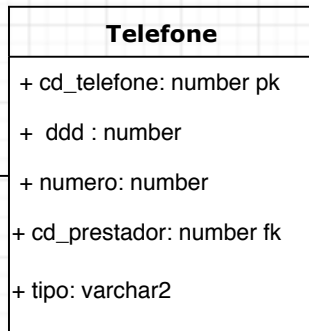 Telefone
+ cd_telefone: number pk
+ ddd : number
+ numero: number
+ cd_prestador: number fk
+ tipo: varchar2